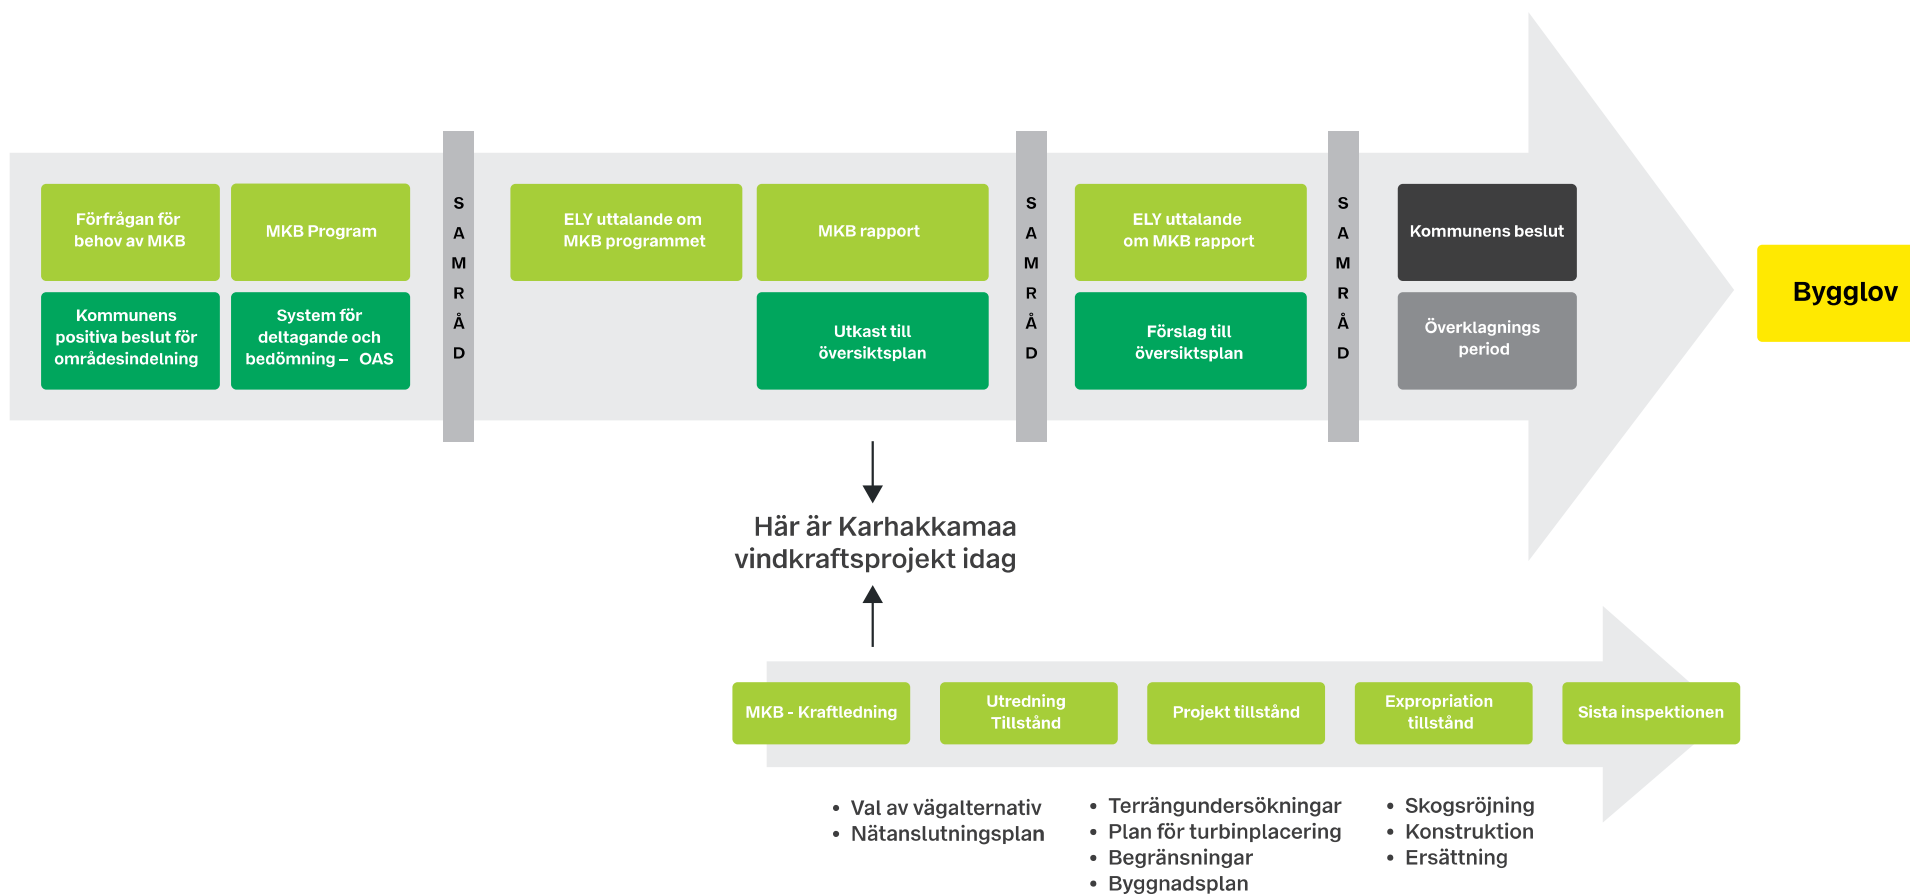 Förfrågan för
behov av MKB
MKB Program
Kommunens
positiva beslut för
områdesindelning
System för
deltagande och
bedömning – OAS
SAMRÅD
ELY uttalande om
MKB programmet
MKB rapport
Utkast till
översiktsplan
SAMRÅD
ELY uttalande
om MKB rapport
Förslag till
översiktsplan
SAMRÅD
Kommunens beslut
Överklagnings
period
Bygglov
Här är Karhakkamaa
vindkraftsprojekt idag
MKB - Kraftledning
Utredning
Tillstånd
Projekt tillstånd
Expropriation
tillstånd
Sista inspektionen
• Val av vägalternativ
• Nätanslutningsplan
• Terrängundersökningar
• Plan för turbinplacering
• Begränsningar
• Byggnadsplan
• Skogsröjning
• Konstruktion
• Ersättning